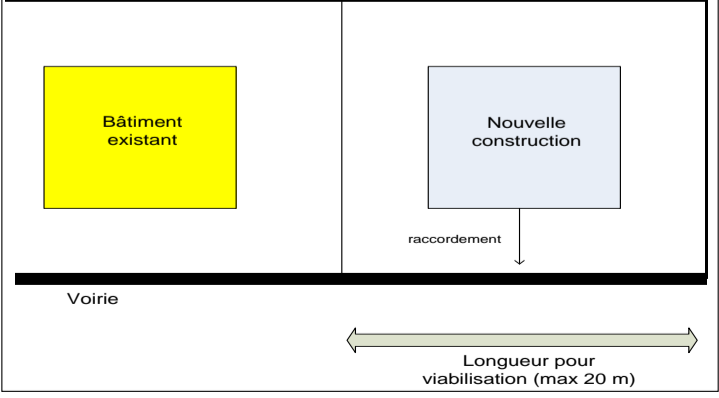 Bâtiment
existant
Nouvelle
construction
raccordement
Voirie
Longueur pour
viabilisation (max 20 m)